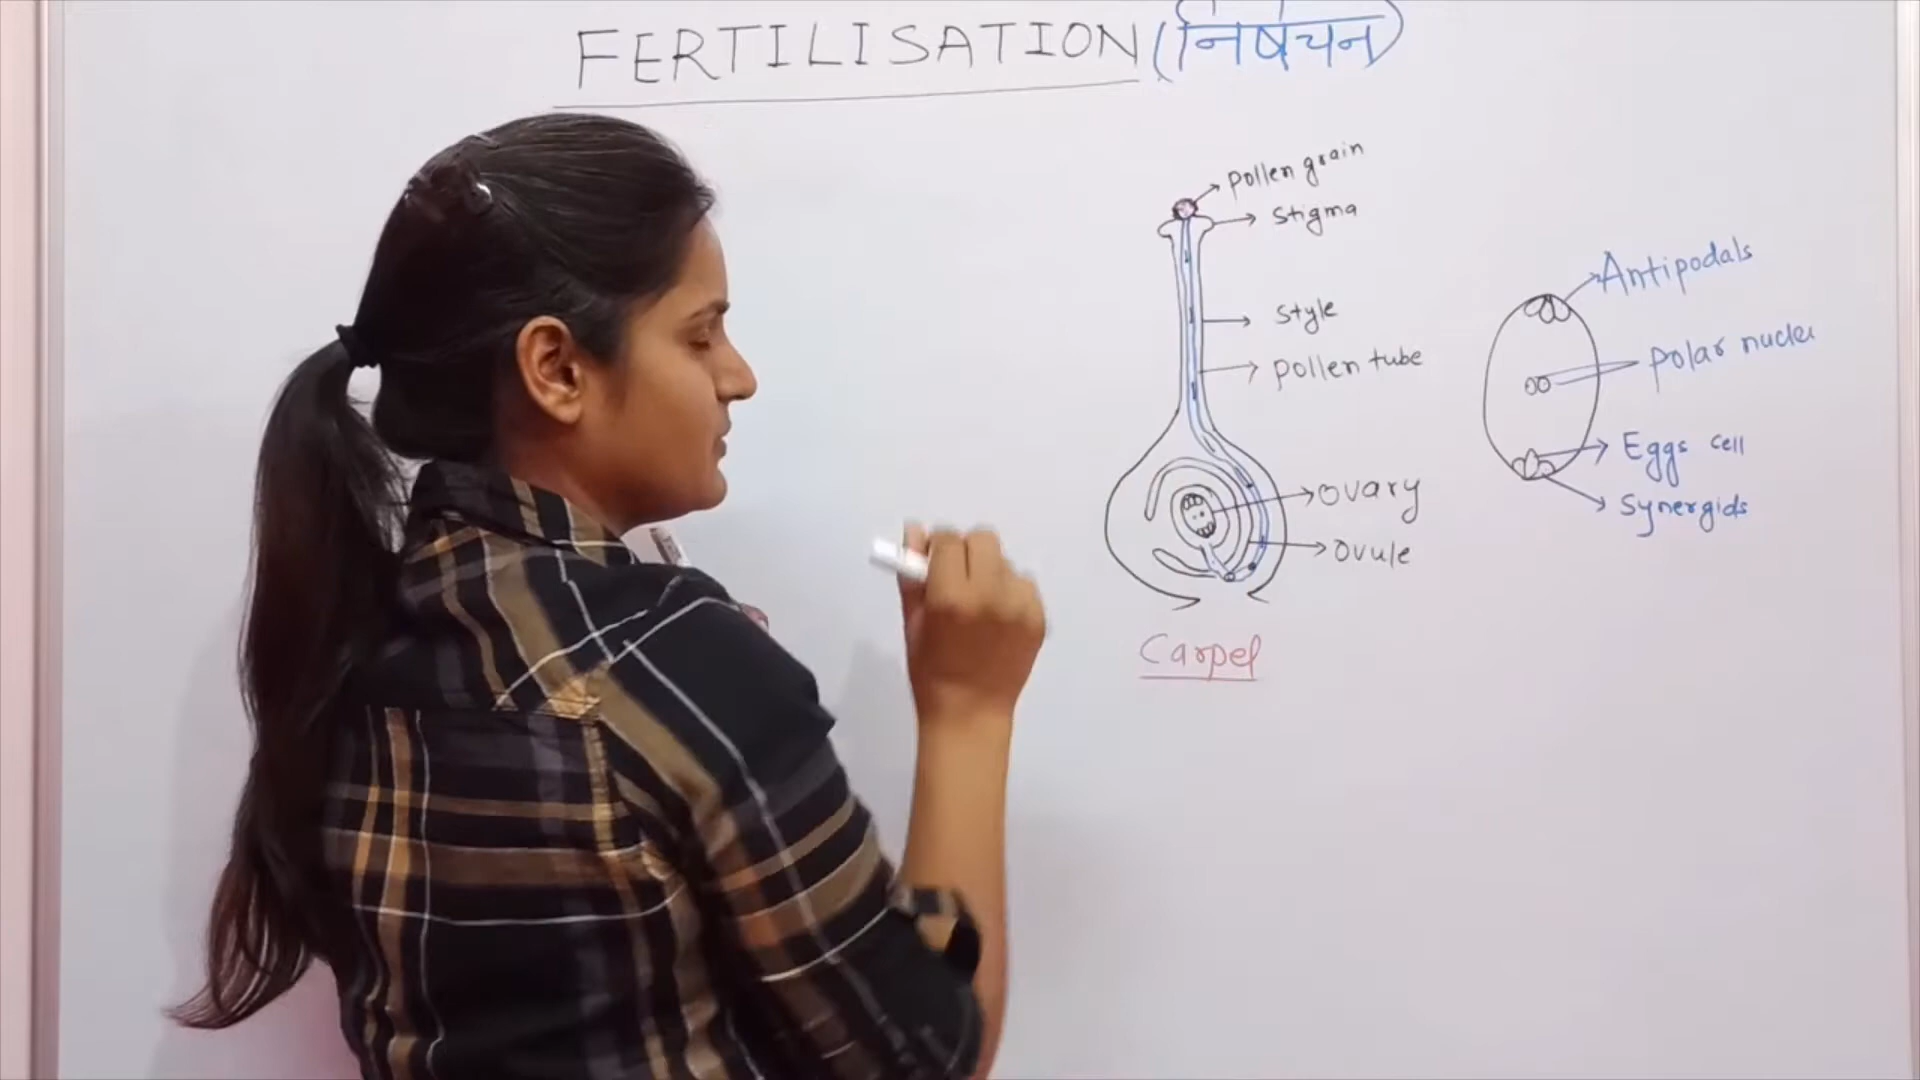 FERTILISATION (निषेचन)
pollen grain
stigma
style
pollen tube
ovary
ovule
Carpel
Antipodals
polar nuclei
Eggs cell
Synergids